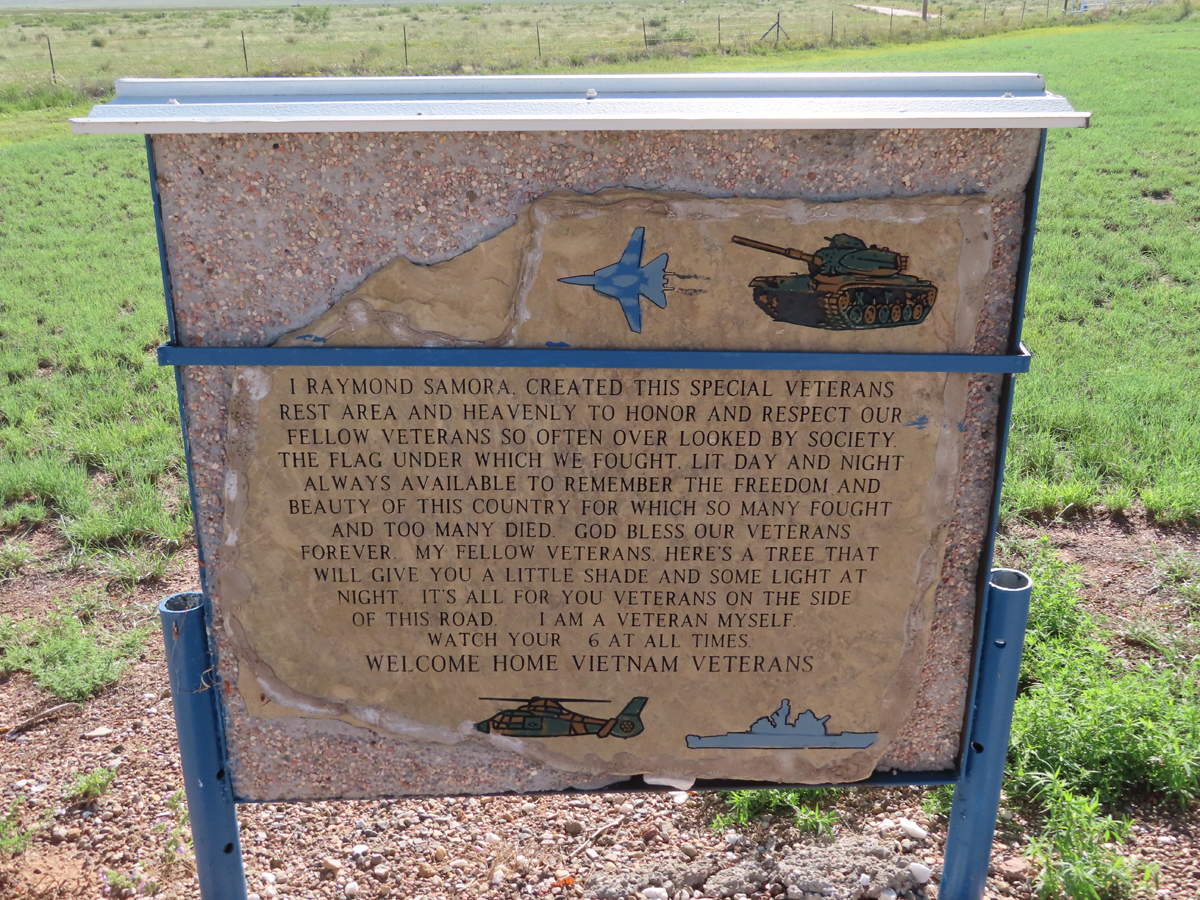 I RAYMOND SAMORA, CREATED THIS SPECIAL VETERANS
REST AREA AND HEAVENLY TO HONOR AND RESPECT OUR
FELLOW VETERANS SO OFTEN OVER LOOKED BY SOCIETY.
THE FLAG UNDER WHICH WE FOUGHT, LIT DAY AND NIGHT
ALWAYS AVAILABLE TO REMEMBER THE FREEDOM AND
BEAUTY OF THIS COUNTRY FOR WHICH SO MANY FOUGHT
AND TOO MANY DIED. GOD BLESS OUR VETERANS
FOREVER. MY FELLOW VETERANS, HERE'S A TREE THAT
WILL GIVE YOU A LITTLE SHADE AND SOME LIGHT AT
NIGHT. IT'S ALL FOR YOU VETERANS ON THE SIDE
OF THIS ROAD. I AM A VETERAN MYSELF.
WATCH YOUR 6 AT ALL TIMES.
WELCOME HOME VIETNAM VETERANS